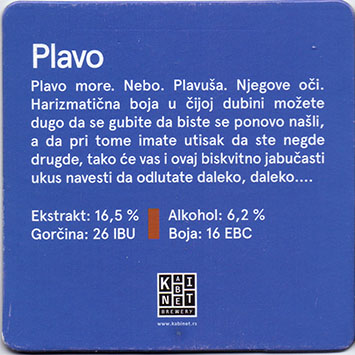 Plavo
Plavo more. Nebo. Plavuša. Njegove oči.
Harizmatična boja u čijoj dubini možete
dugo da se gubite da biste se ponovo našli,
a da pri tome imate utisak da ste negde
drugde, tako će vas i ovaj biskvitno jabučasti
ukus navesti da odlutate daleko, daleko....
Ekstrakt: 16,5 % Alkohol: 6,2 %
Gorčina: 26 IBU Boja: 16 EBC
KABINET
BREWERY
www.kabinet.rs